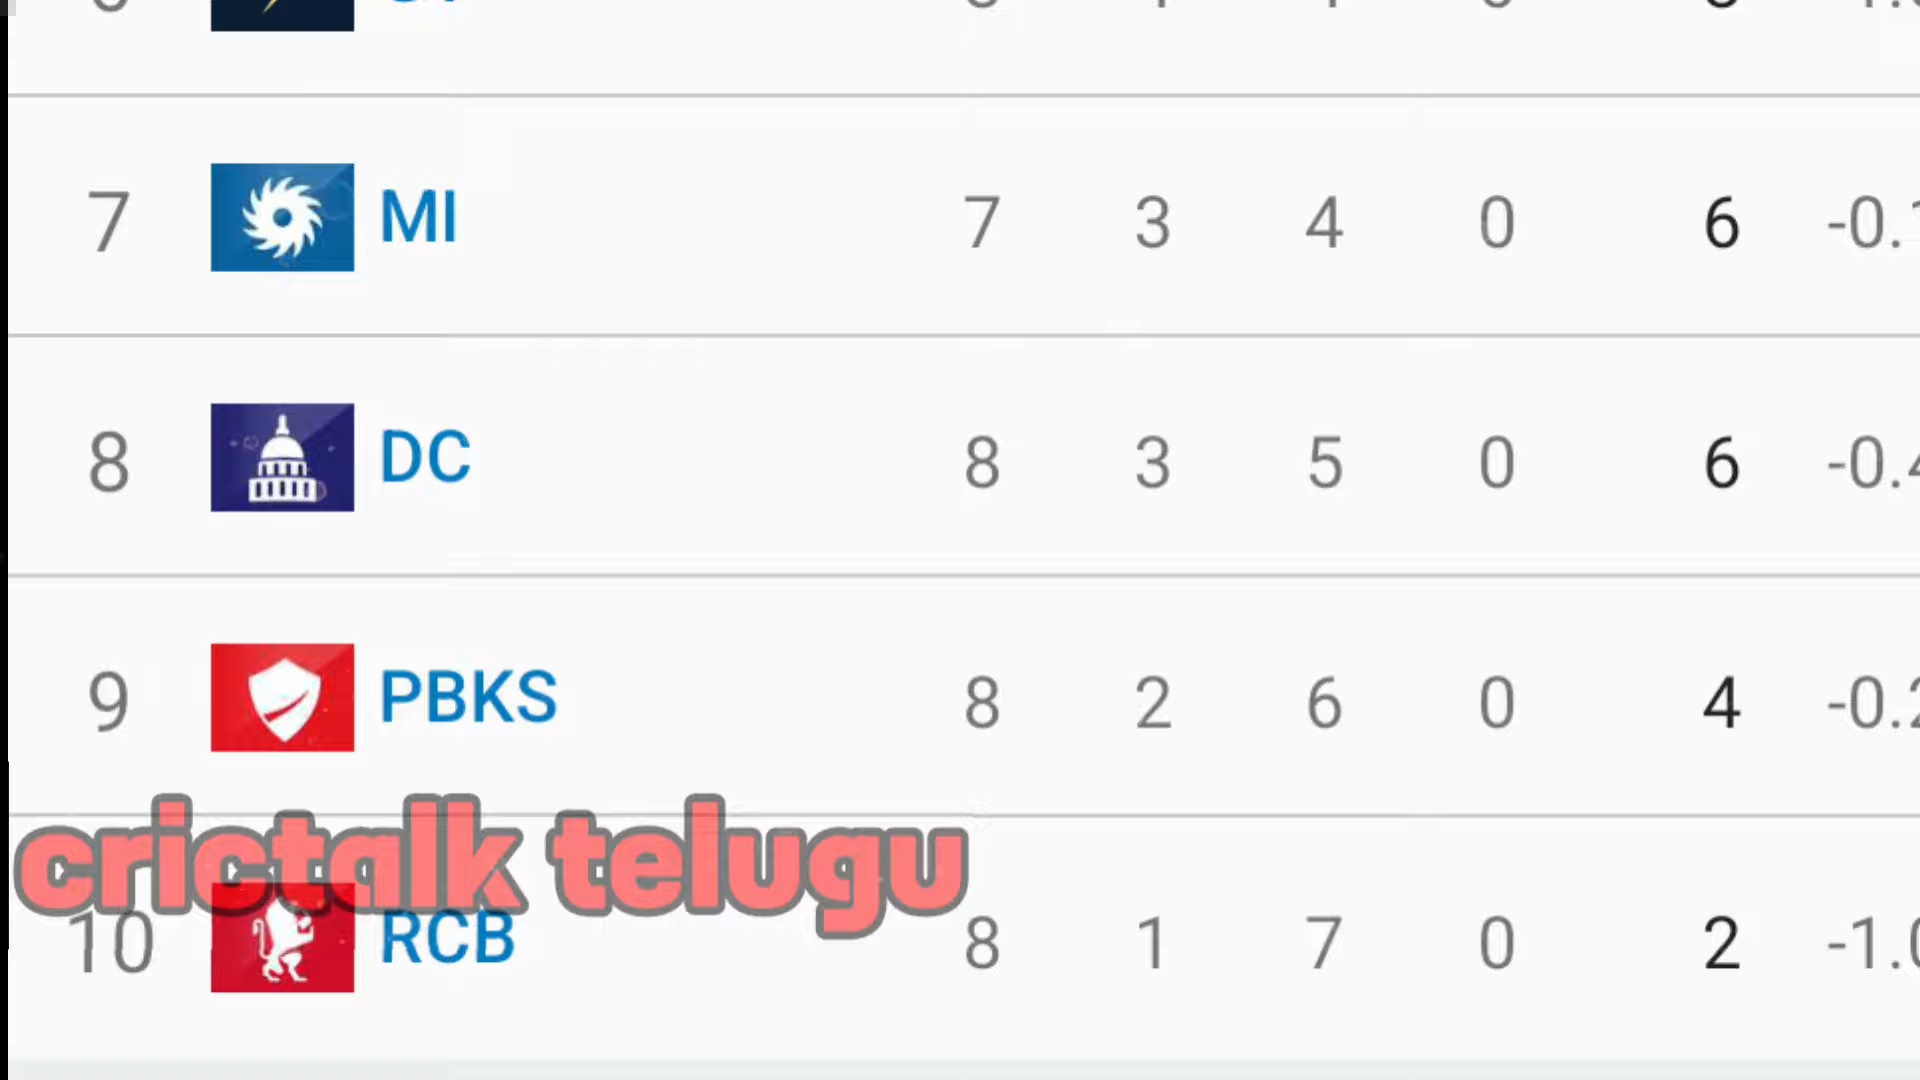 7 MI 7 3 4 0 6
8 DC 8 3 5 0 6
9 PBKS 8 2 6 0 4
crictalk telugu
10 RCB 8 1 7 0 2